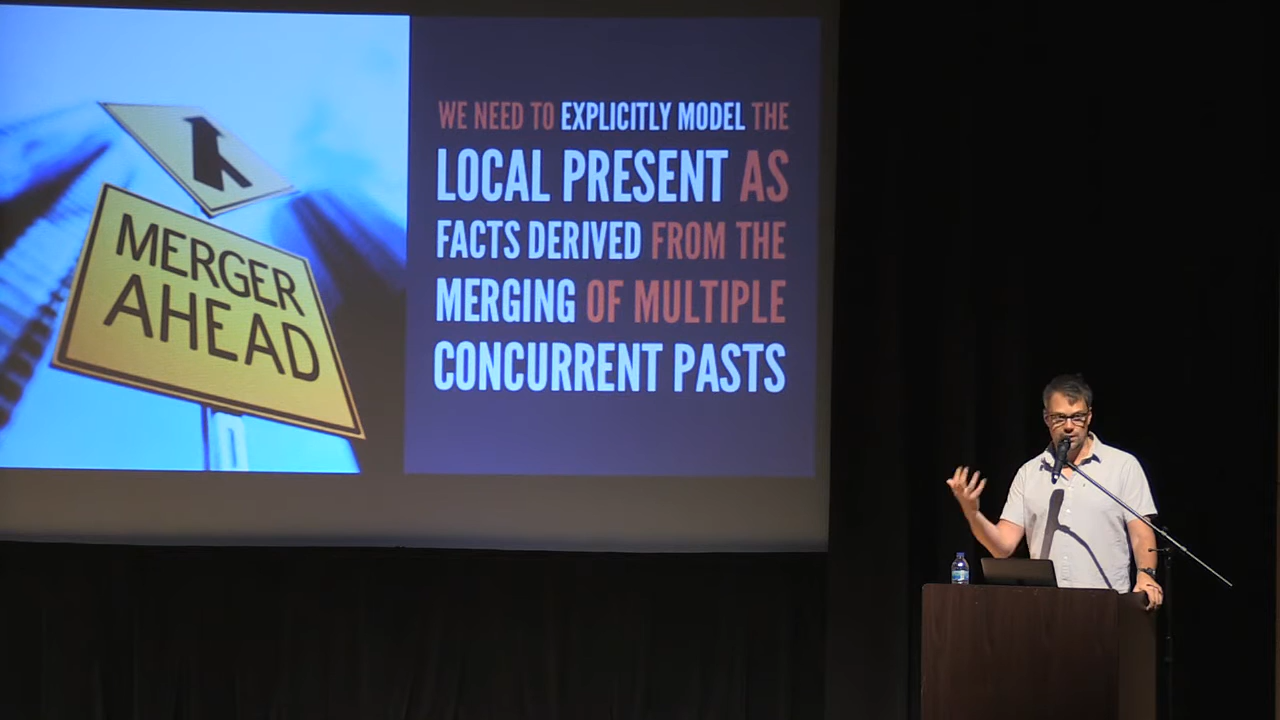 MERGER
AHEAD
WE NEED TO EXPLICITLY MODEL THE
LOCAL PRESENT AS
FACTS DERIVED FROM THE
MERGING OF MULTIPLE
CONCURRENT PASTS